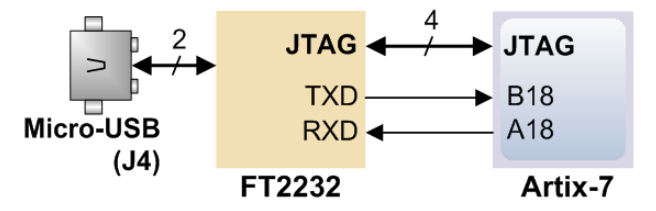 2
4
JTAG
JTAG
TXD
B18
RXD
A18
Micro-USB
(J4)
FT2232
Artix-7